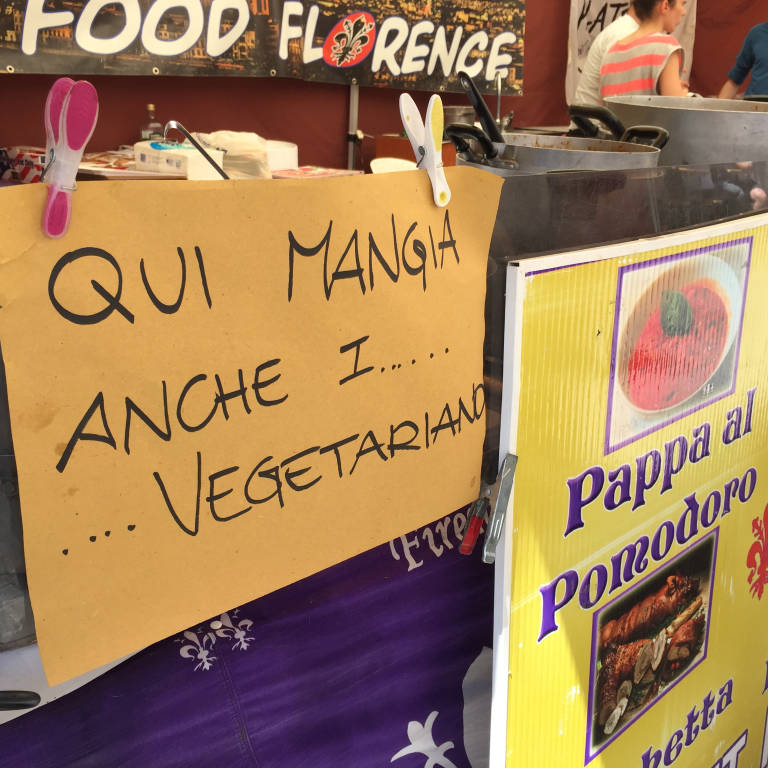 FOOD FLORENCE
QUI MANGIA
ANCHE I......
.... VEGETARIANO
Pappa al
Pomodoro